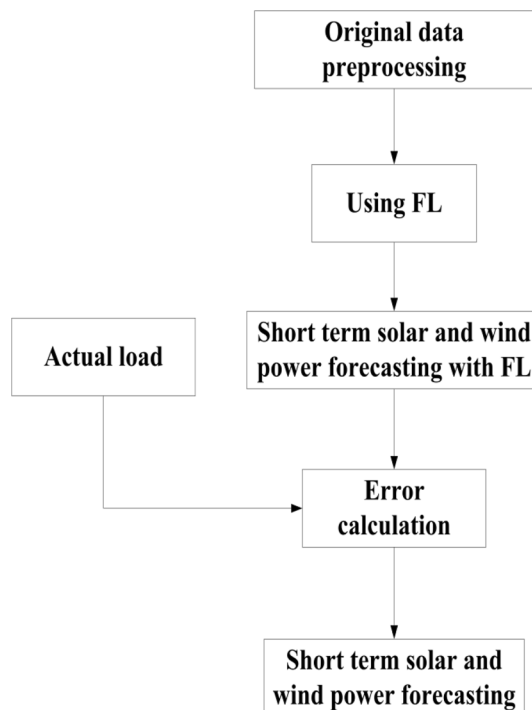 Original data
preprocessing
Using FL
Short term solar and wind
power forecasting with FL
Actual load
Error
calculation
Short term solar and
wind power forecasting